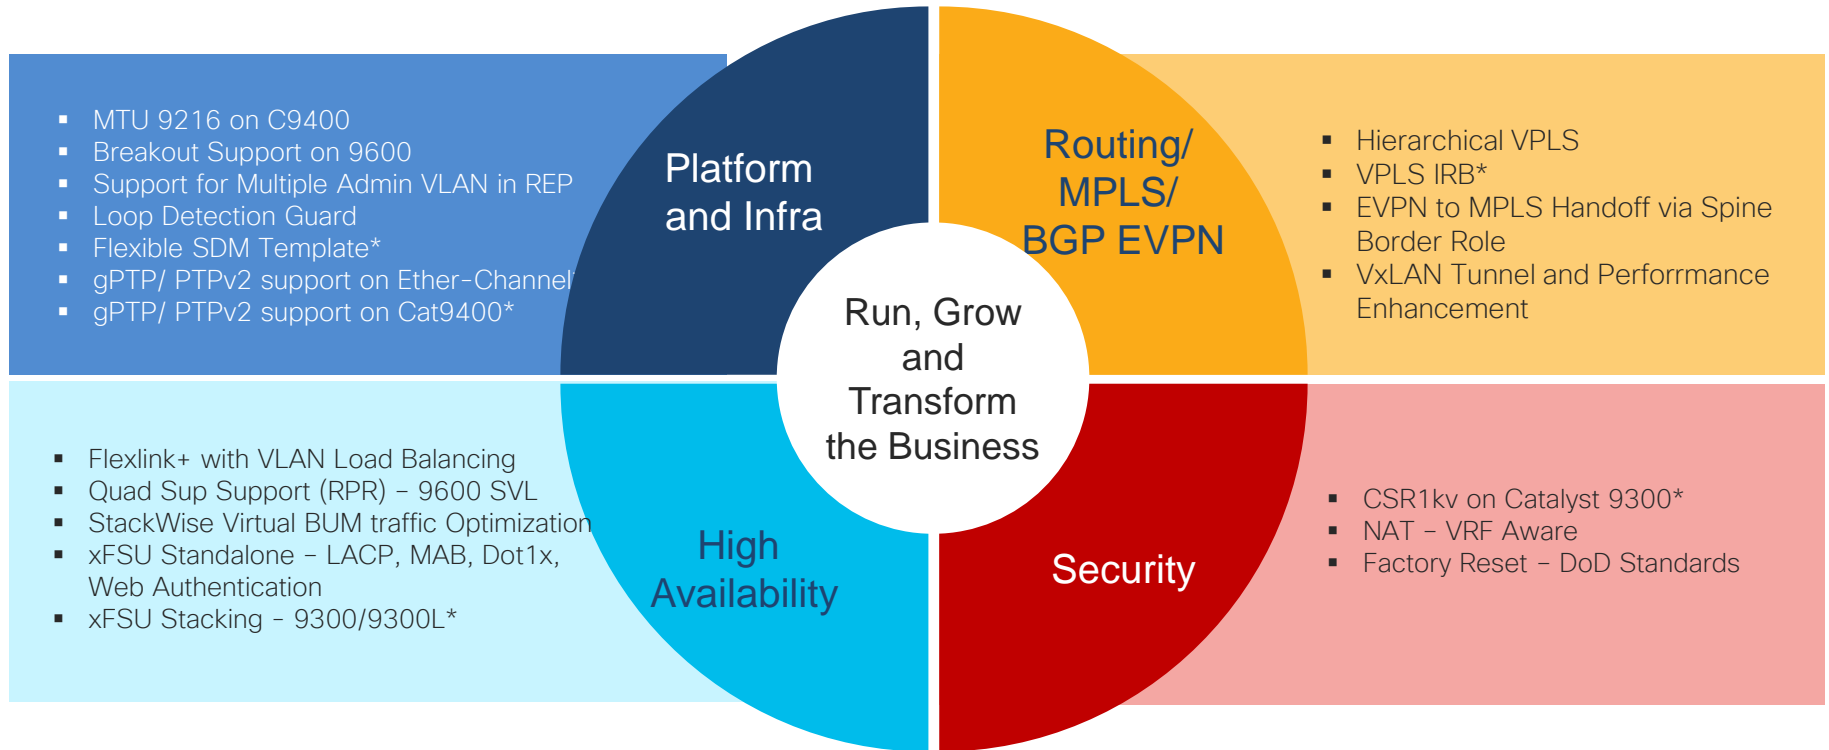 ▪ MTU 9216 on C9400
▪ Breakout Support on 9600
▪ Support for Multiple Admin VLAN in REP
▪ Loop Detection Guard
▪ Flexible SDM Template*
▪ gPTP/ PTPv2 support on Ether-Channel
▪ gPTP/ PTPv2 support on Cat9400*
Platform
and Infra
Routing/
MPLS/
BGP EVPN
▪ Hierarchical VPLS
▪ VPLS IRB*
▪ EVPN to MPLS Handoff via Spine
Border Role
▪ VxLAN Tunnel and Perforrmance
Enhancement
Run, Grow
and
Transform
the Business
▪ Flexlink+ with VLAN Load Balancing
▪ Quad Sup Support (RPR) – 9600 SVL
▪ StackWise Virtual BUM traffic Optimization
▪ xFSU Standalone – LACP, MAB, Dot1x,
Web Authentication
▪ xFSU Stacking - 9300/9300L*
High
Availability
Security
▪ CSR1kv on Catalyst 9300*
▪ NAT – VRF Aware
▪ Factory Reset – DoD Standards